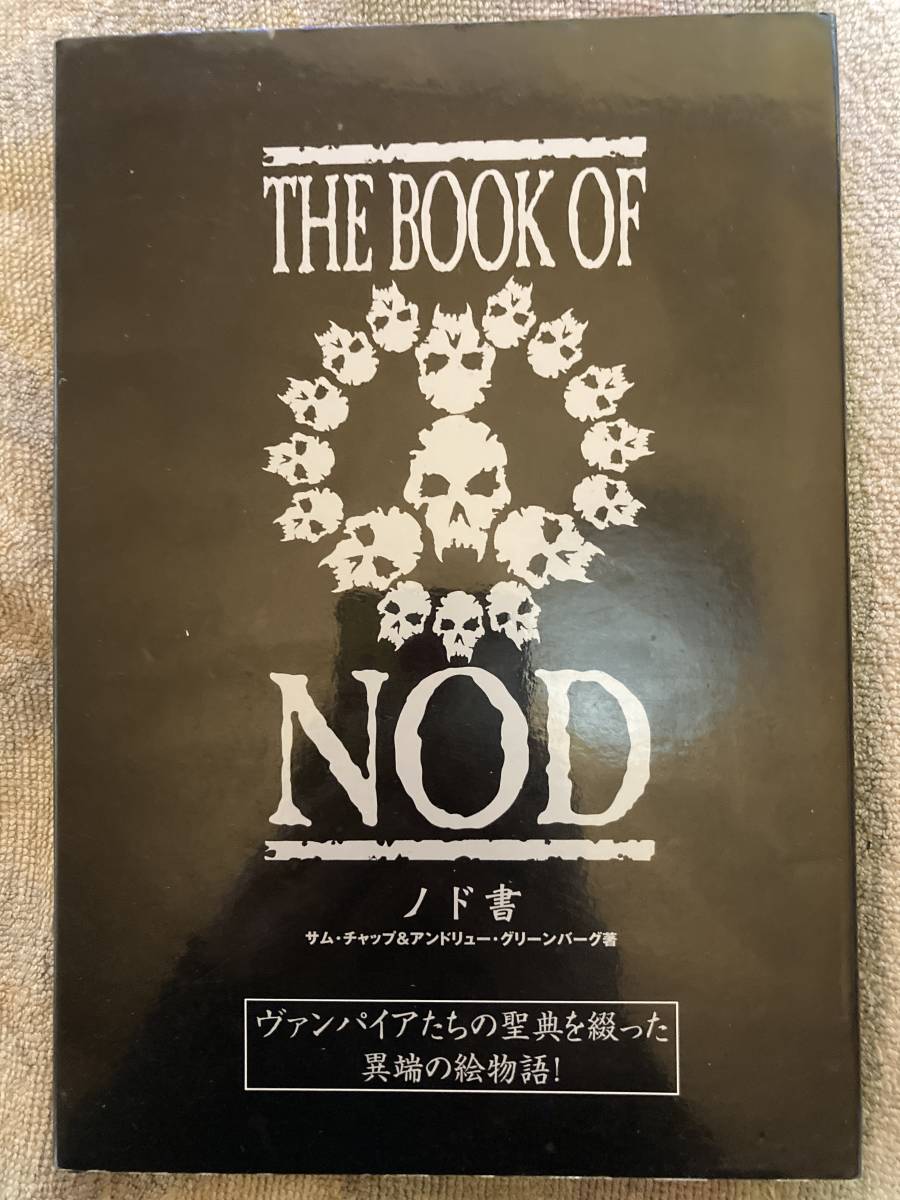 THE BOOK OF
NOD
ノド書
サム・チャップ&アンドリュー・グリーンバーグ著
ヴァンパイアたちの聖典を綴った
異端の絵物語!